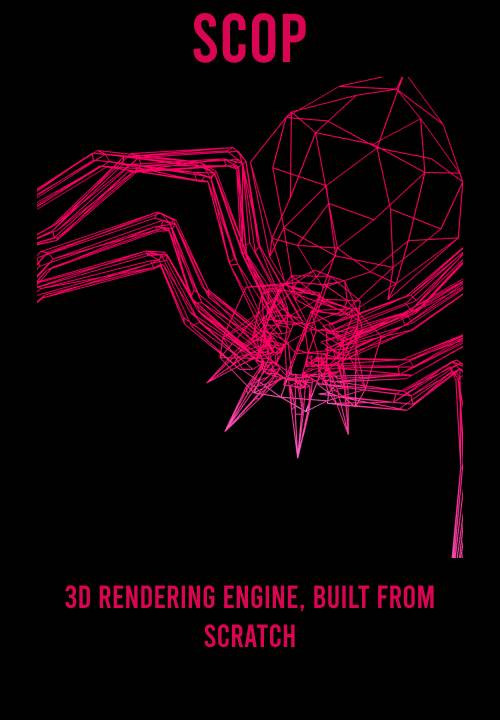 SCOP
3D RENDERING ENGINE, BUILT FROM
SCRATCH